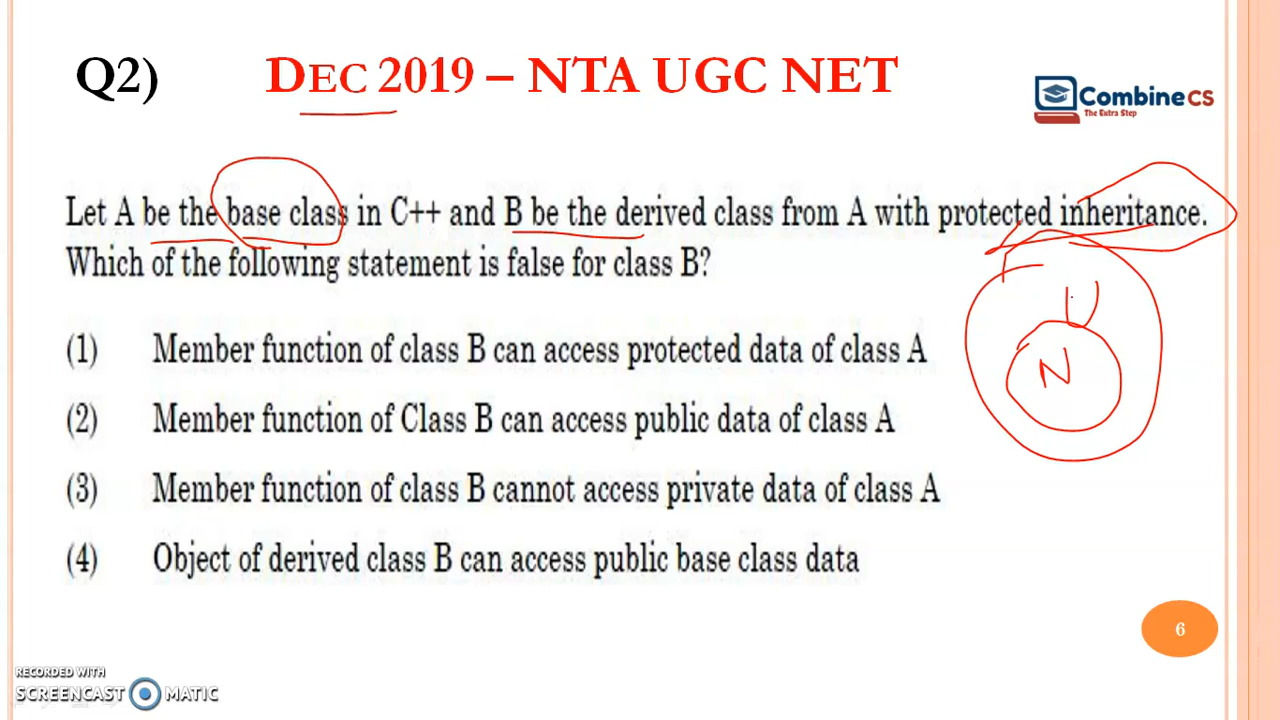 Q2) DEC 2019 – NTA UGC NET
CombineCS
The Extra Step
Let A be the base class in C++ and B be the derived class from A with protected inheritance.
Which of the following statement is false for class B?
(1) Member function of class B can access protected data of class A
(2) Member function of Class B can access public data of class A
(3) Member function of class B cannot access private data of class A
(4) Object of derived class B can access public base class data
U
N
6
RECORDED WITH
SCREENCAST MATIC